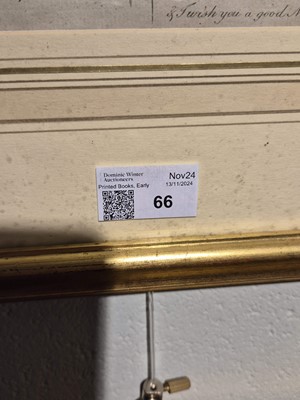 & I wish you a good N
Dominic Winter
Auctioneers
Nov24
Printed Books, Early
13/11/2024
66